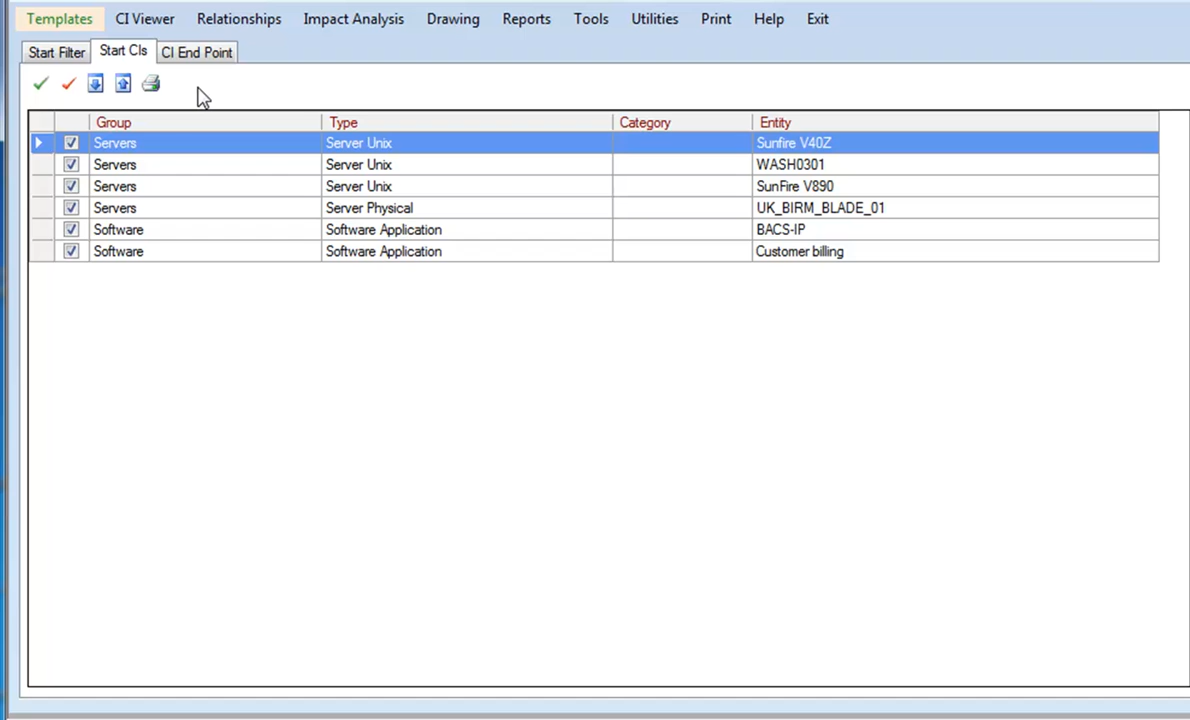 Templates CI Viewer Relationships Impact Analysis Drawing Reports Tools Utilities Print Help Exit
Start Filter Start CIs CI End Point
Group Type Category Entity
Servers Server Unix Sunfire V40Z
Servers Server Unix WASH0301
Servers Server Unix SunFire V890
Servers Server Physical UK_BIRM_BLADE_01
Software Software Application BACS-IP
Software Software Application Customer billing